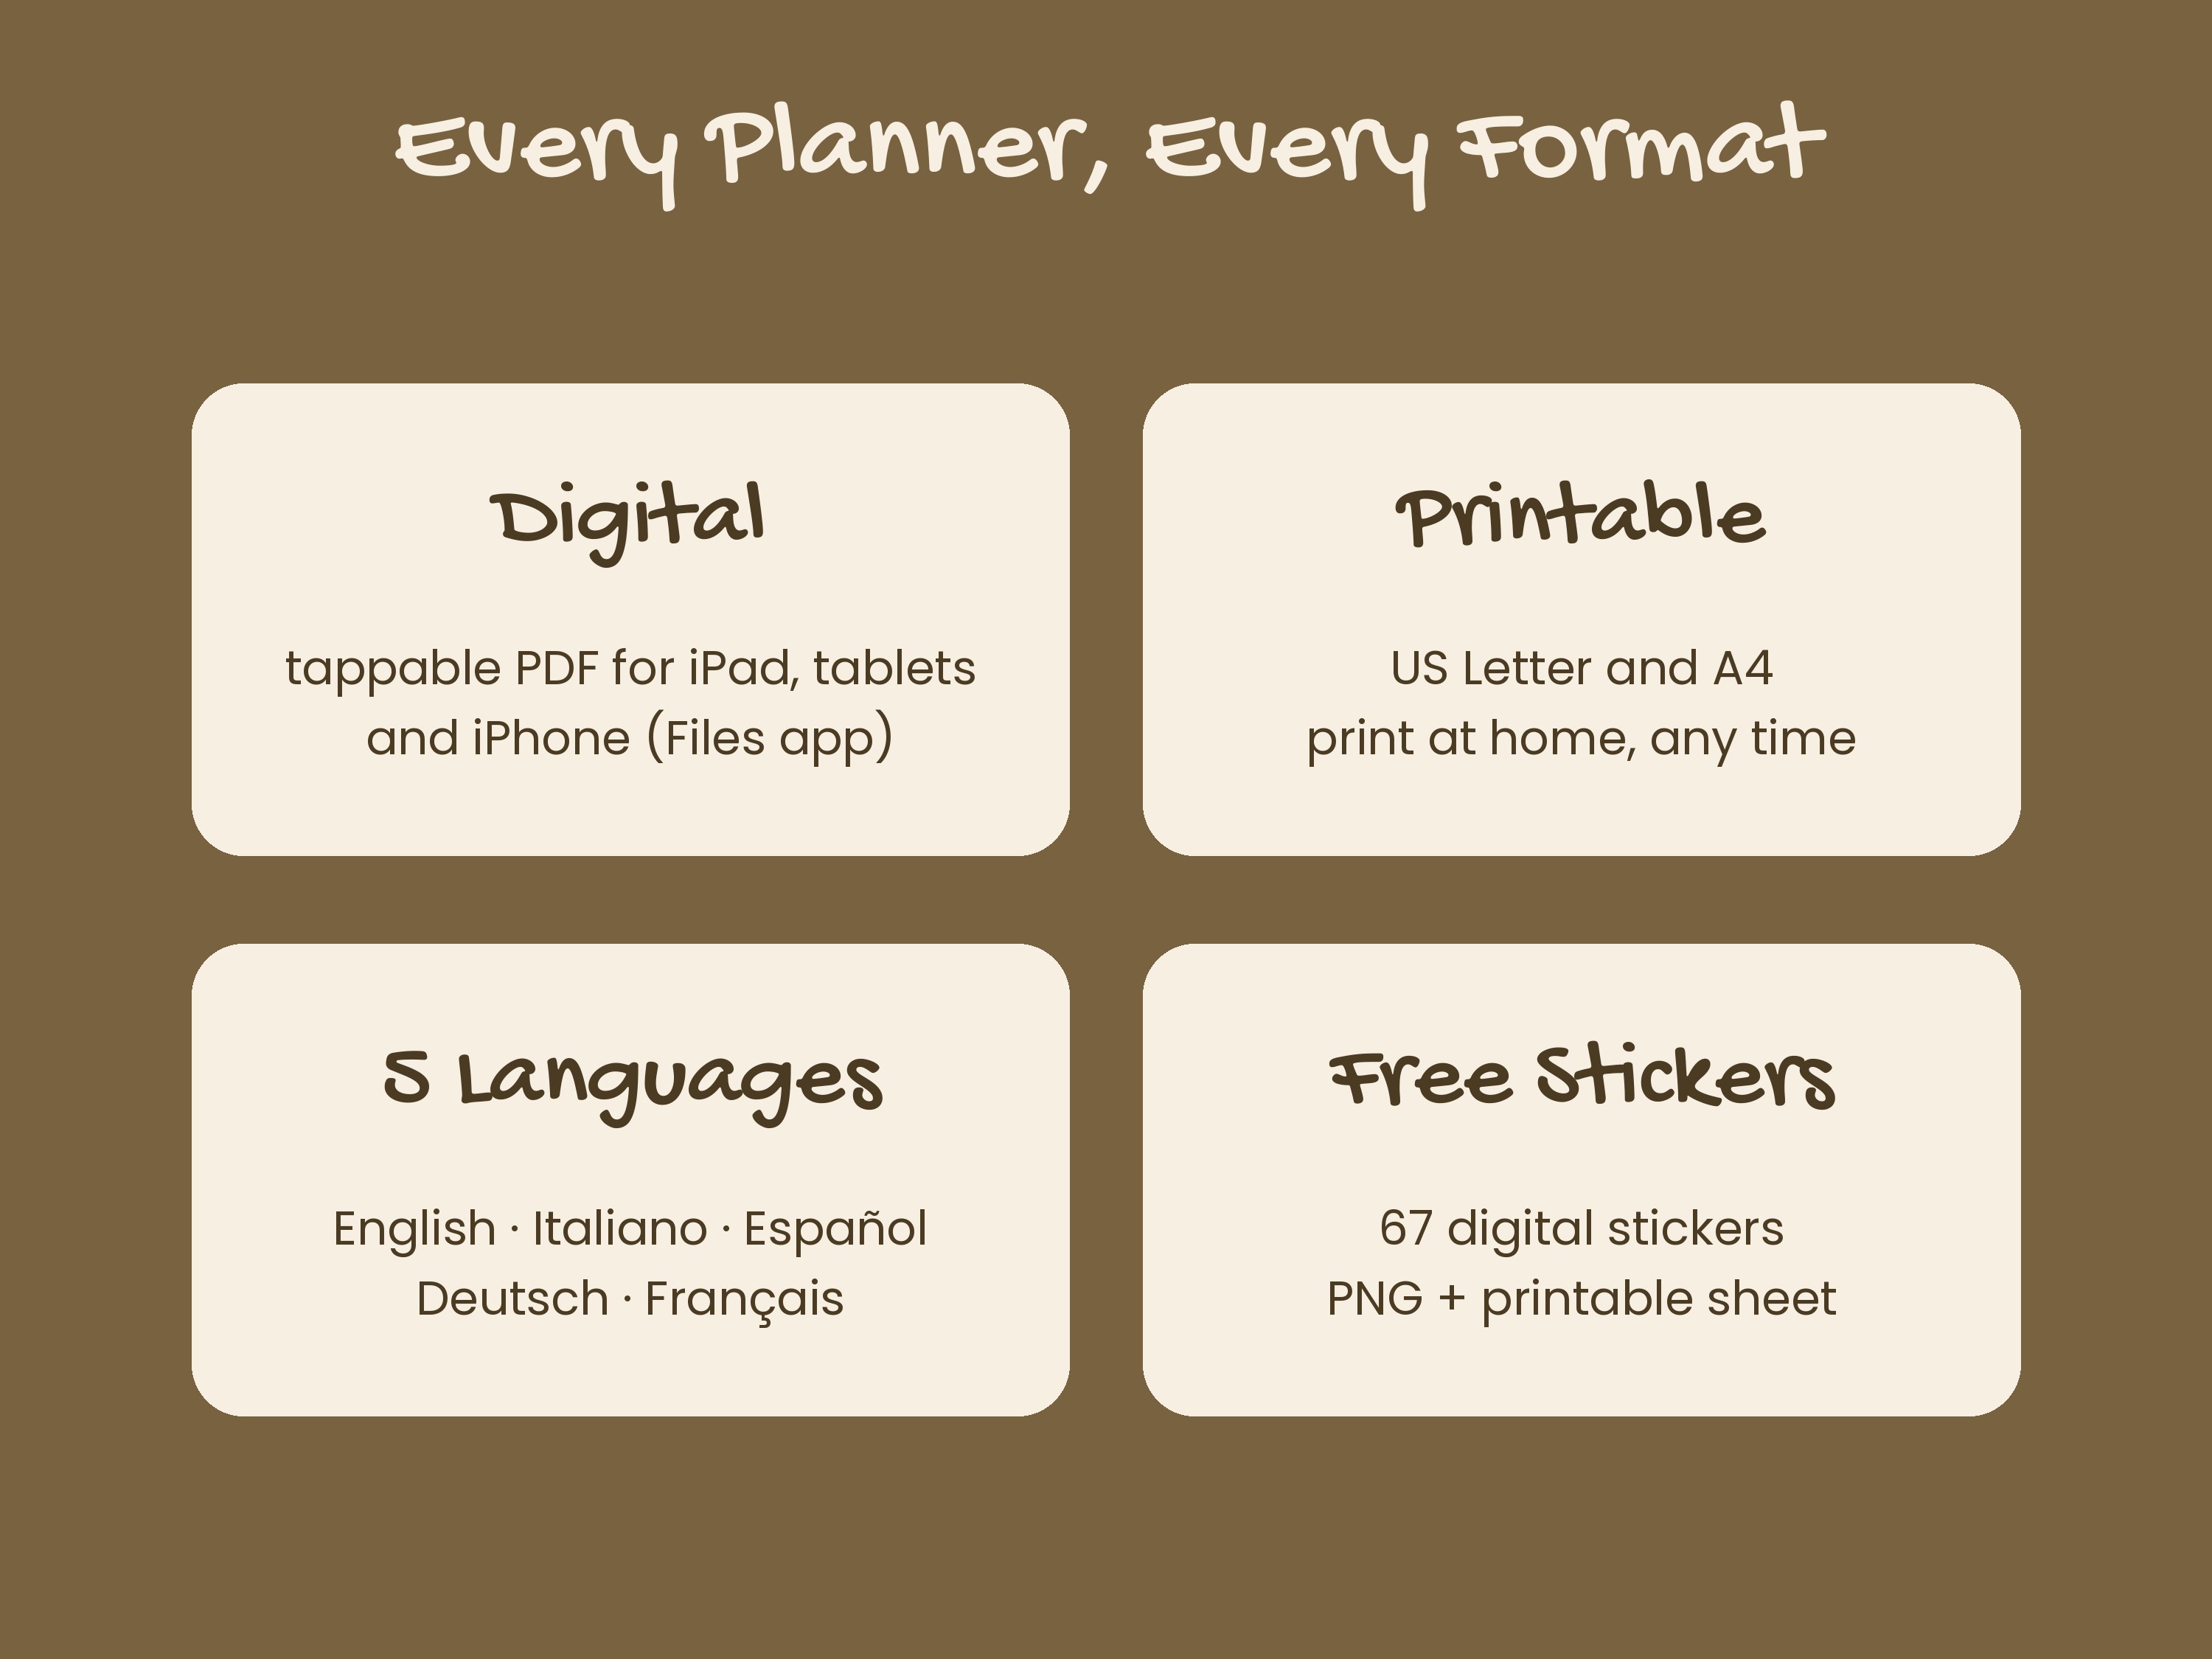 Every Planner, Every Format
Digital
tappable PDF for iPad, tablets
and iPhone (Files app)
Printable
US Letter and A4
print at home, any time
5 Languages
English · Italiano · Español
Deutsch · Français
Free Stickers
67 digital stickers
PNG + printable sheet